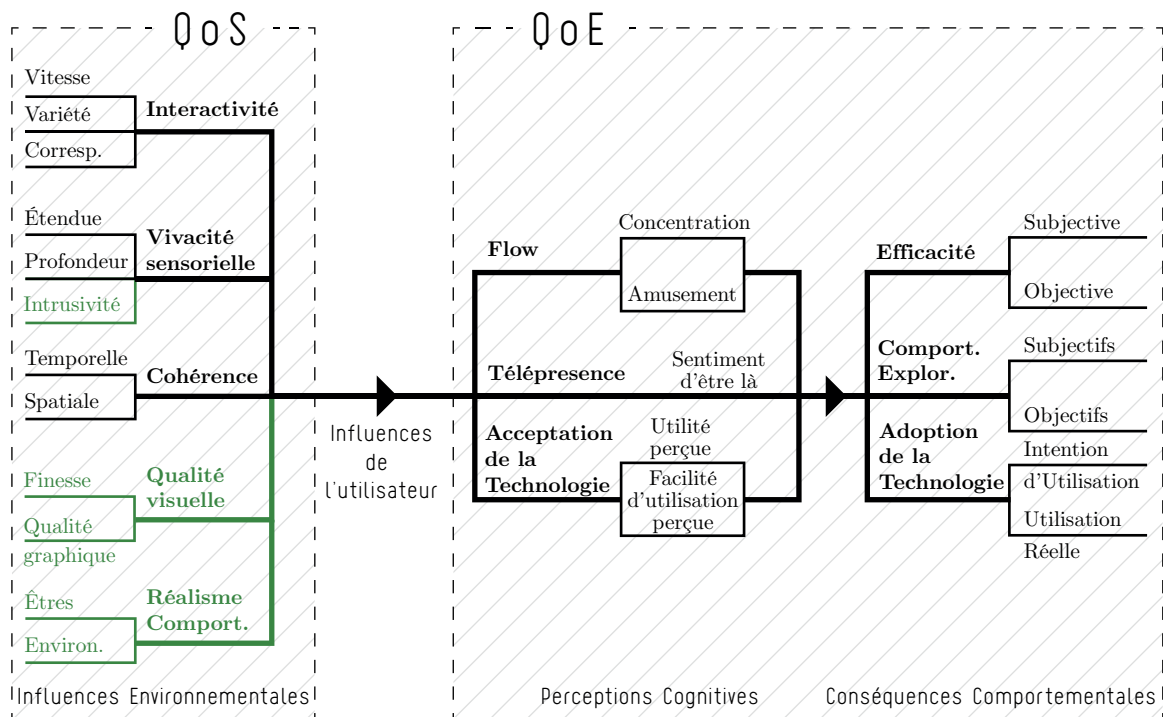 QoS
QoE
Vitesse
Variété
Corresp.
Interactivité
Étendue
Profondeur
Intrusivité
Vivacité
sensorielle
Temporelle
Spatiale
Cohérence
Finesse
Qualité
graphique
Qualité
visuelle
Êtres
Environ.
Réalisme
Comport.
Influences Environnementales
Influences
de
l'utilisateur
Flow
Concentration
Amusement
Télépresence
Sentiment
d'être là
Acceptation
de la
Technologie
Utilité
perçue
Facilité
d'utilisation
perçue
Perceptions Cognitives
Efficacité
Subjective
Objective
Comport.
Explor.
Subjectifs
Objectifs
Adoption
de la
Technologie
Intention
d'Utilisation
Utilisation
Réelle
Conséquences Comportementales